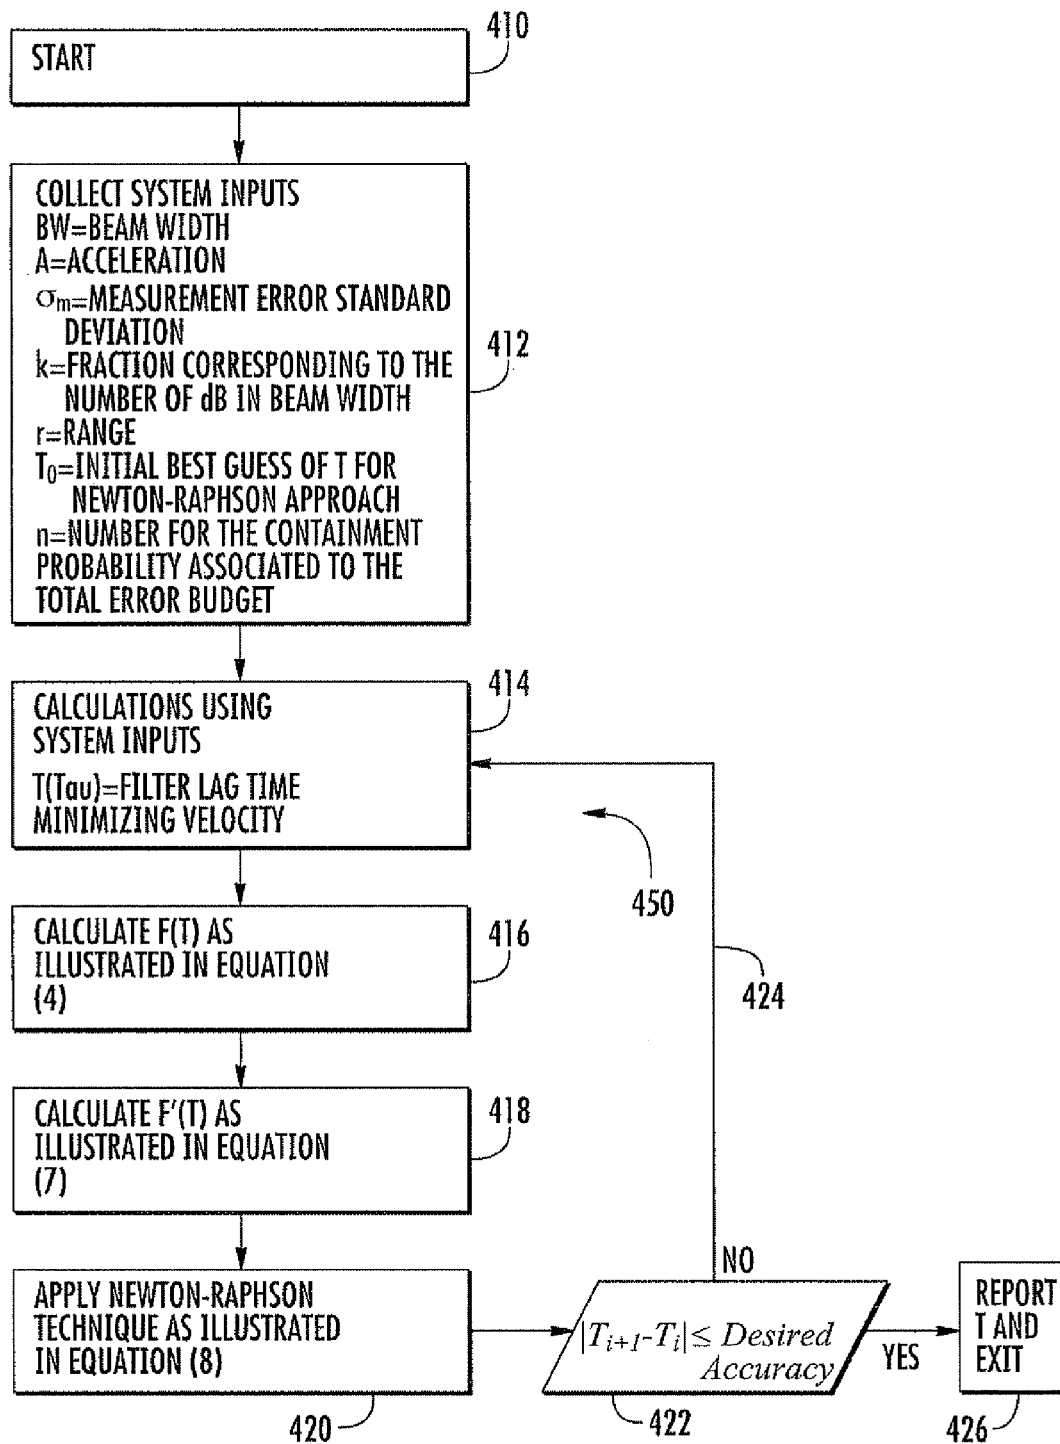 410
START
COLLECT SYSTEM INPUTS
BW=BEAM WIDTH
A=ACCELERATION
σm=MEASUREMENT ERROR STANDARD
DEVIATION
k=FRACTION CORRESPONDING TO THE
NUMBER OF dB IN BEAM WIDTH
r=RANGE
T0=INITIAL BEST GUESS OF T FOR
NEWTON-RAPHSON APPROACH
n=NUMBER FOR THE CONTAINMENT
PROBABILITY ASSOCIATED TO THE
TOTAL ERROR BUDGET
412
414
CALCULATIONS USING
SYSTEM INPUTS
T(Tau)=FILTER LAG TIME
MINIMIZING VELOCITY
450
CALCULATE F(T) AS
ILLUSTRATED IN EQUATION
(4)
416
424
CALCULATE F'(T) AS
ILLUSTRATED IN EQUATION
(7)
418
APPLY NEWTON-RAPHSON
TECHNIQUE AS ILLUSTRATED
IN EQUATION (8)
420
NO
|Ti+1-Ti|≤ Desired
Accuracy
422
YES
REPORT
T AND
EXIT
426